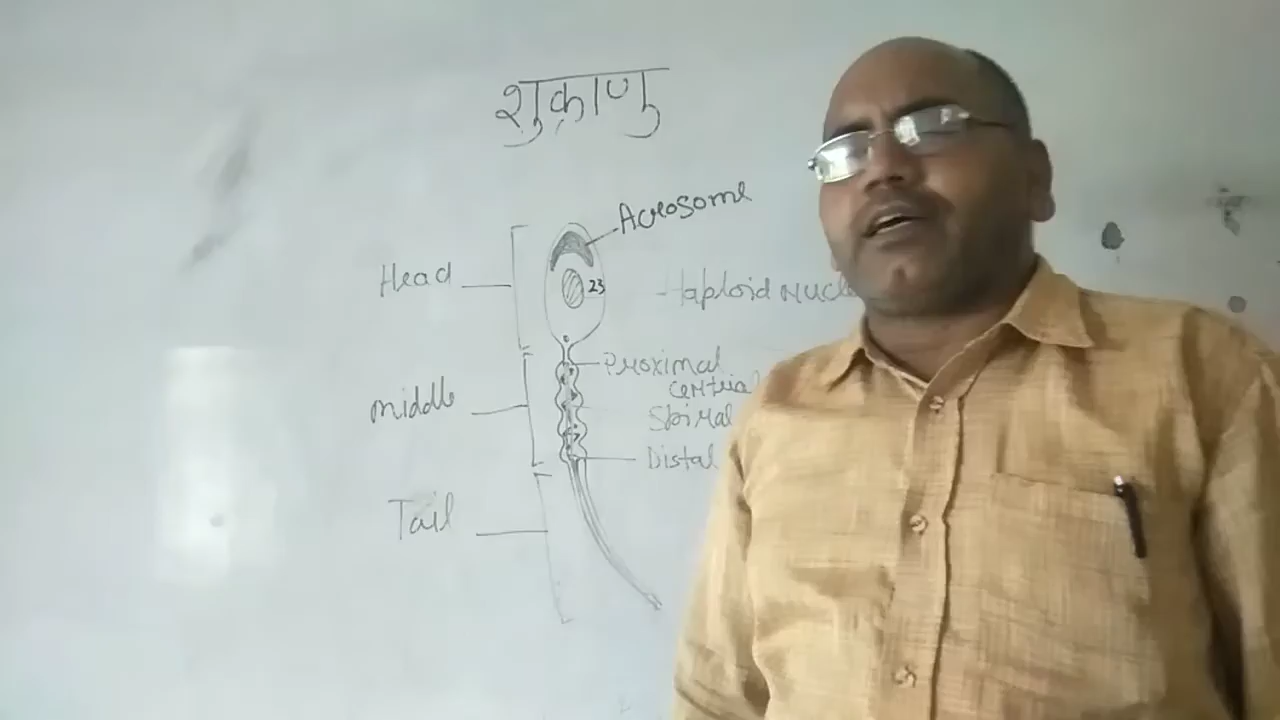 शुक्राणु
Acrosome
Head
23
Haploid Nucle
Proximal
centrial
middle
Spiral
Distal
Tail